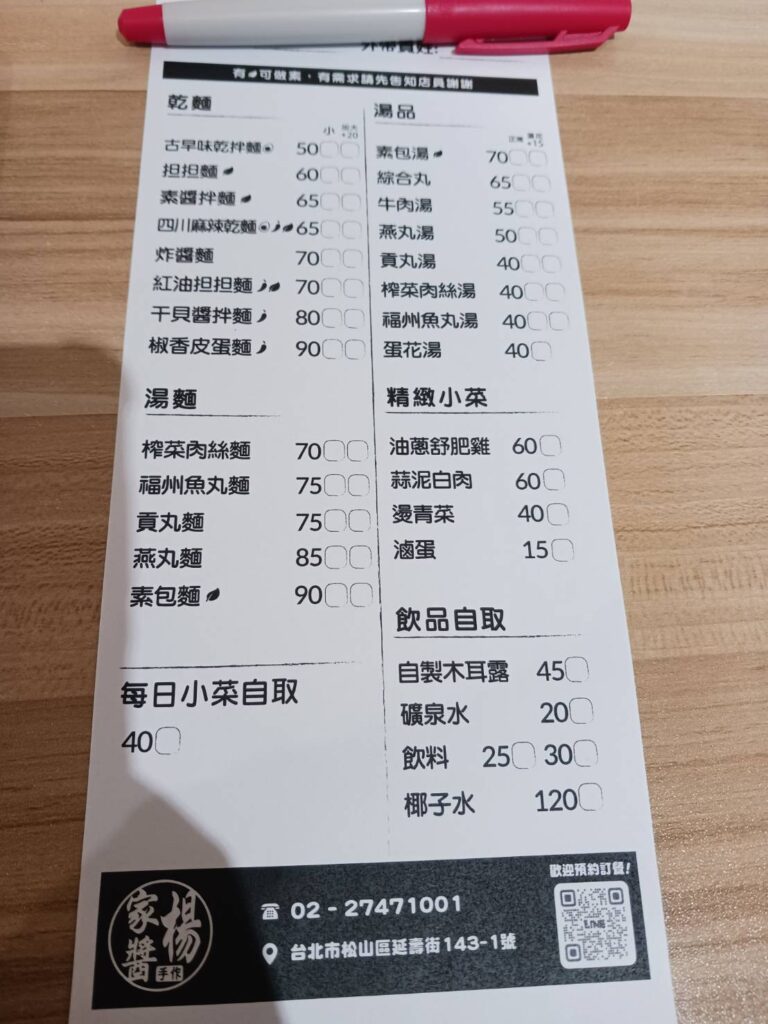 外帶貴姓:
有可做素，有需求請先告知店員謝謝
乾麵
小 加大+20
古早味乾拌麵 50
担担麵 60
素醬拌麵 65
四川麻辣乾麵 65
炸醬麵 70
紅油担担麵 70
干貝醬拌麵 80
椒香皮蛋麵 90
湯麵
榨菜肉絲麵 70
福州魚丸麵 75
貢丸麵 75
燕丸麵 85
素包麵 90
每日小菜自取
40
湯品
+15
素包湯 70
綜合丸 65
牛肉湯 55
燕丸湯 50
貢丸湯 40
榨菜肉絲湯 40
福州魚丸湯 40
蛋花湯 40
精緻小菜
油蔥舒肥雞 60
蒜泥白肉 60
燙青菜 40
滷蛋 15
飲品自取
自製木耳露 45
礦泉水 20
飲料 25 30
椰子水 120
楊家醬
手作
02 - 27471001
台北市松山區延壽街143-1號
歡迎預約訂餐!
LINE